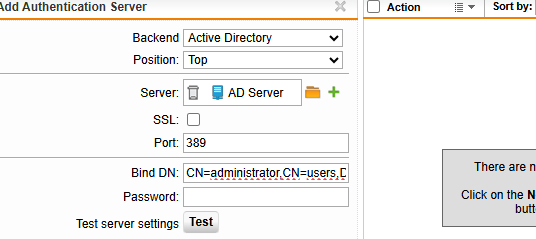 Add Authentication Server
Action
Sort by:
Backend
Active Directory
Position:
Top
Server:
AD Server
SSL:
Port:
389
Bind DN:
CN=administrator,CN=users,D
Password:
Test server settings
Test
There are n
Click on the N
butt